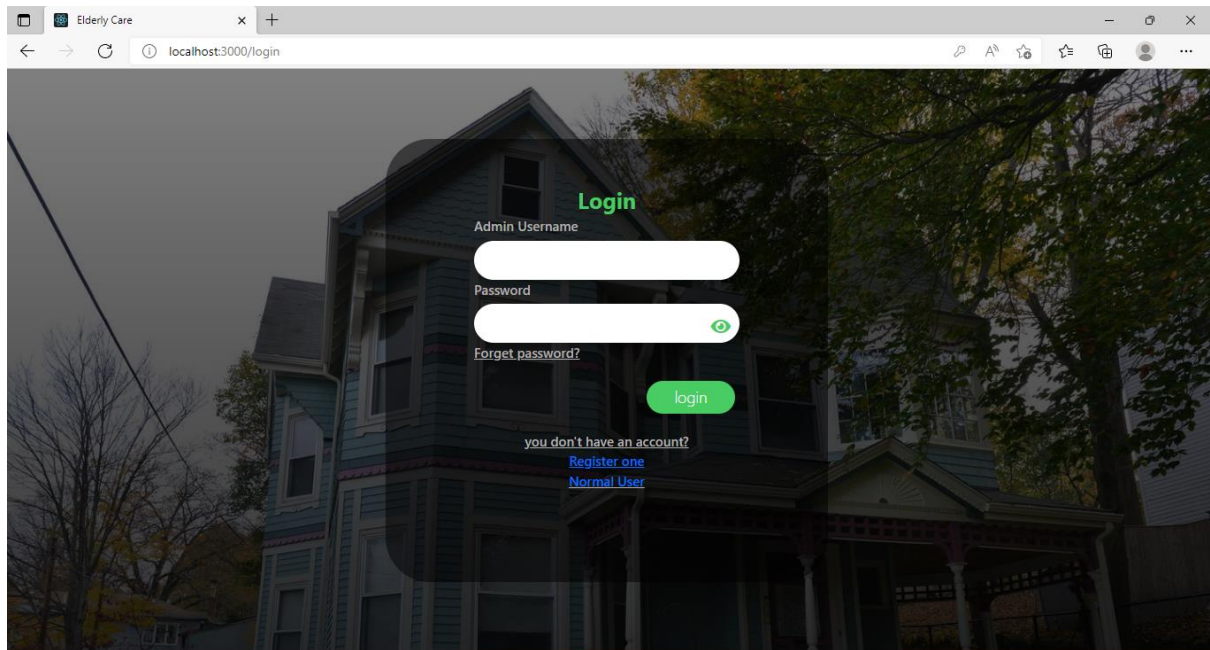 Elderly Care
localhost:3000/login
Login
Admin Username
Password
Forget password?
login
you don't have an account?
Register one
Normal User